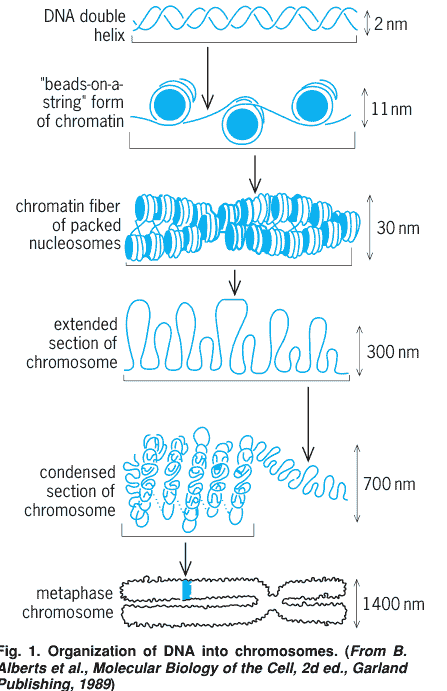 DNA double
helix
2 nm
"beads-on-a-
string" form
of chromatin
11 nm
chromatin fiber
of packed
nucleosomes
30 nm
extended
section of
chromosome
300 nm
condensed
section of
chromosome
700 nm
metaphase
chromosome
1400 nm
Fig. 1. Organization of DNA into chromosomes. (From B.
Alberts et al., Molecular Biology of the Cell, 2d ed., Garland
Publishing, 1989)